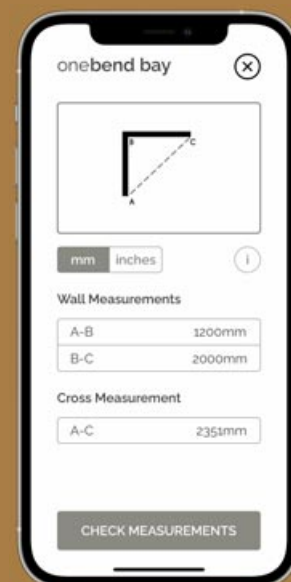 onebend bay
B
C
A
mm inches i
Wall Measurements
A-B 1200mm
B-C 2000mm
Cross Measurement
A-C 2351mm
CHECK MEASUREMENTS